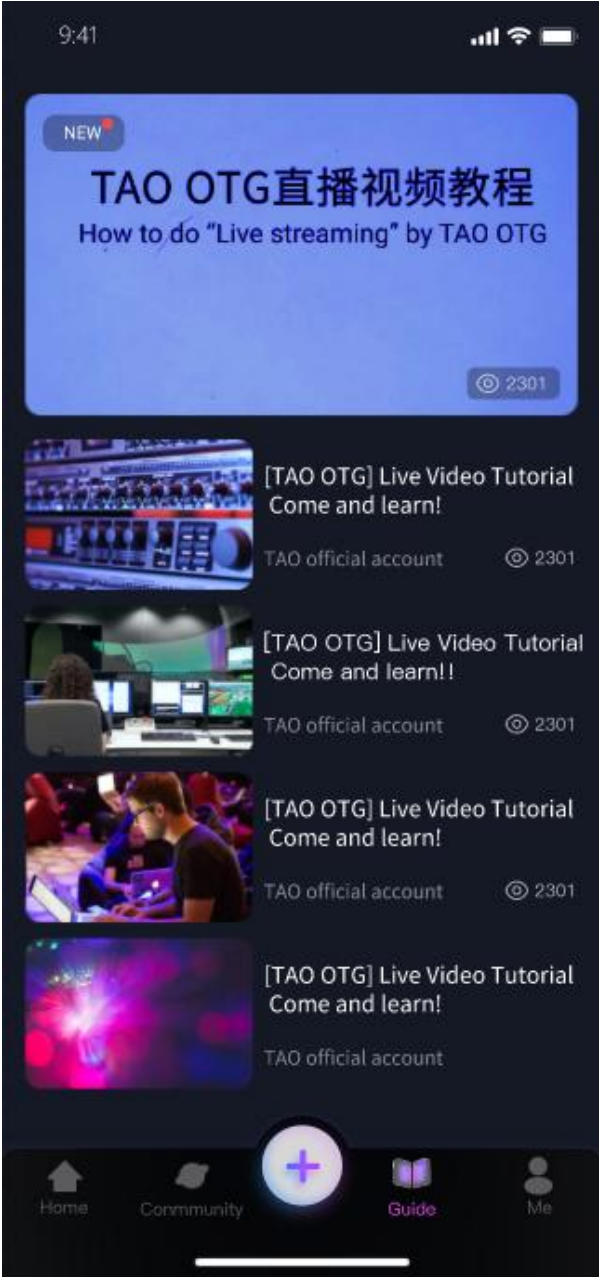 9:41
NEW
TAO OTG直播视频教程
How to do “Live streaming” by TAO OTG
2301
[TAO OTG] Live Video Tutorial
Come and learn!
TAO official account 2301
[TAO OTG] Live Video Tutorial
Come and learn!!
TAO official account 2301
[TAO OTG] Live Video Tutorial
Come and learn!
TAO official account 2301
[TAO OTG] Live Video Tutorial
Come and learn!
TAO official account
Home Conmmunity Guide Me